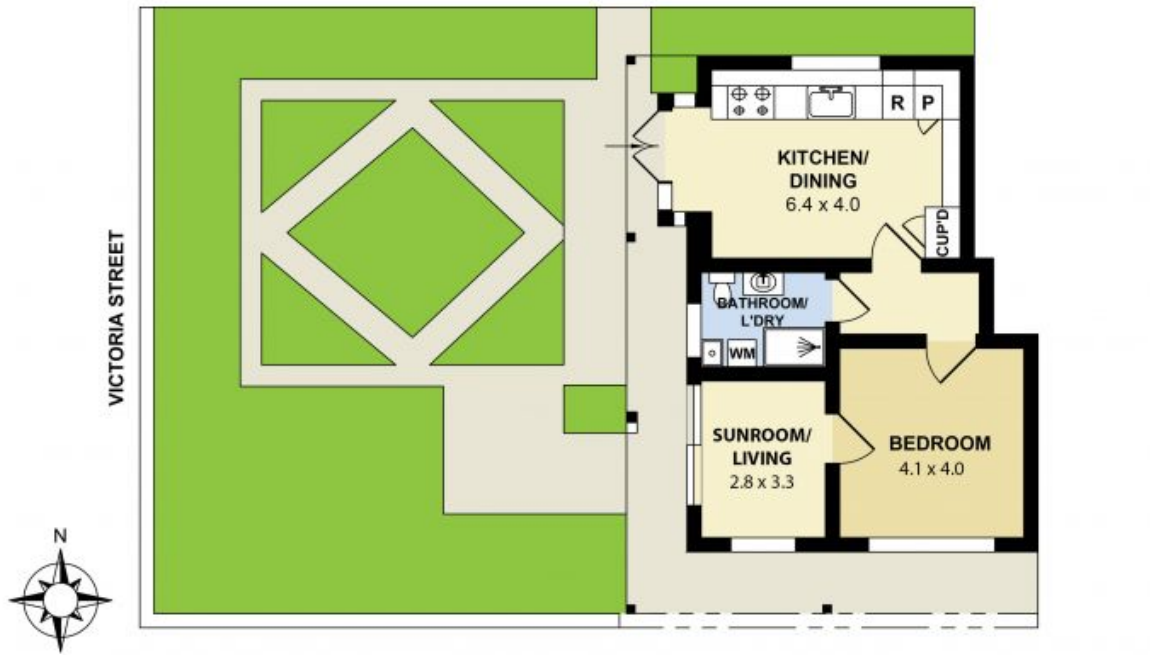 R P
KITCHEN/
DINING
6.4 x 4.0
CUP'D
VICTORIA STREET
BATHROOM/
L'DRY
WM
SUNROOM/
LIVING
2.8 x 3.3
BEDROOM
4.1 x 4.0
N